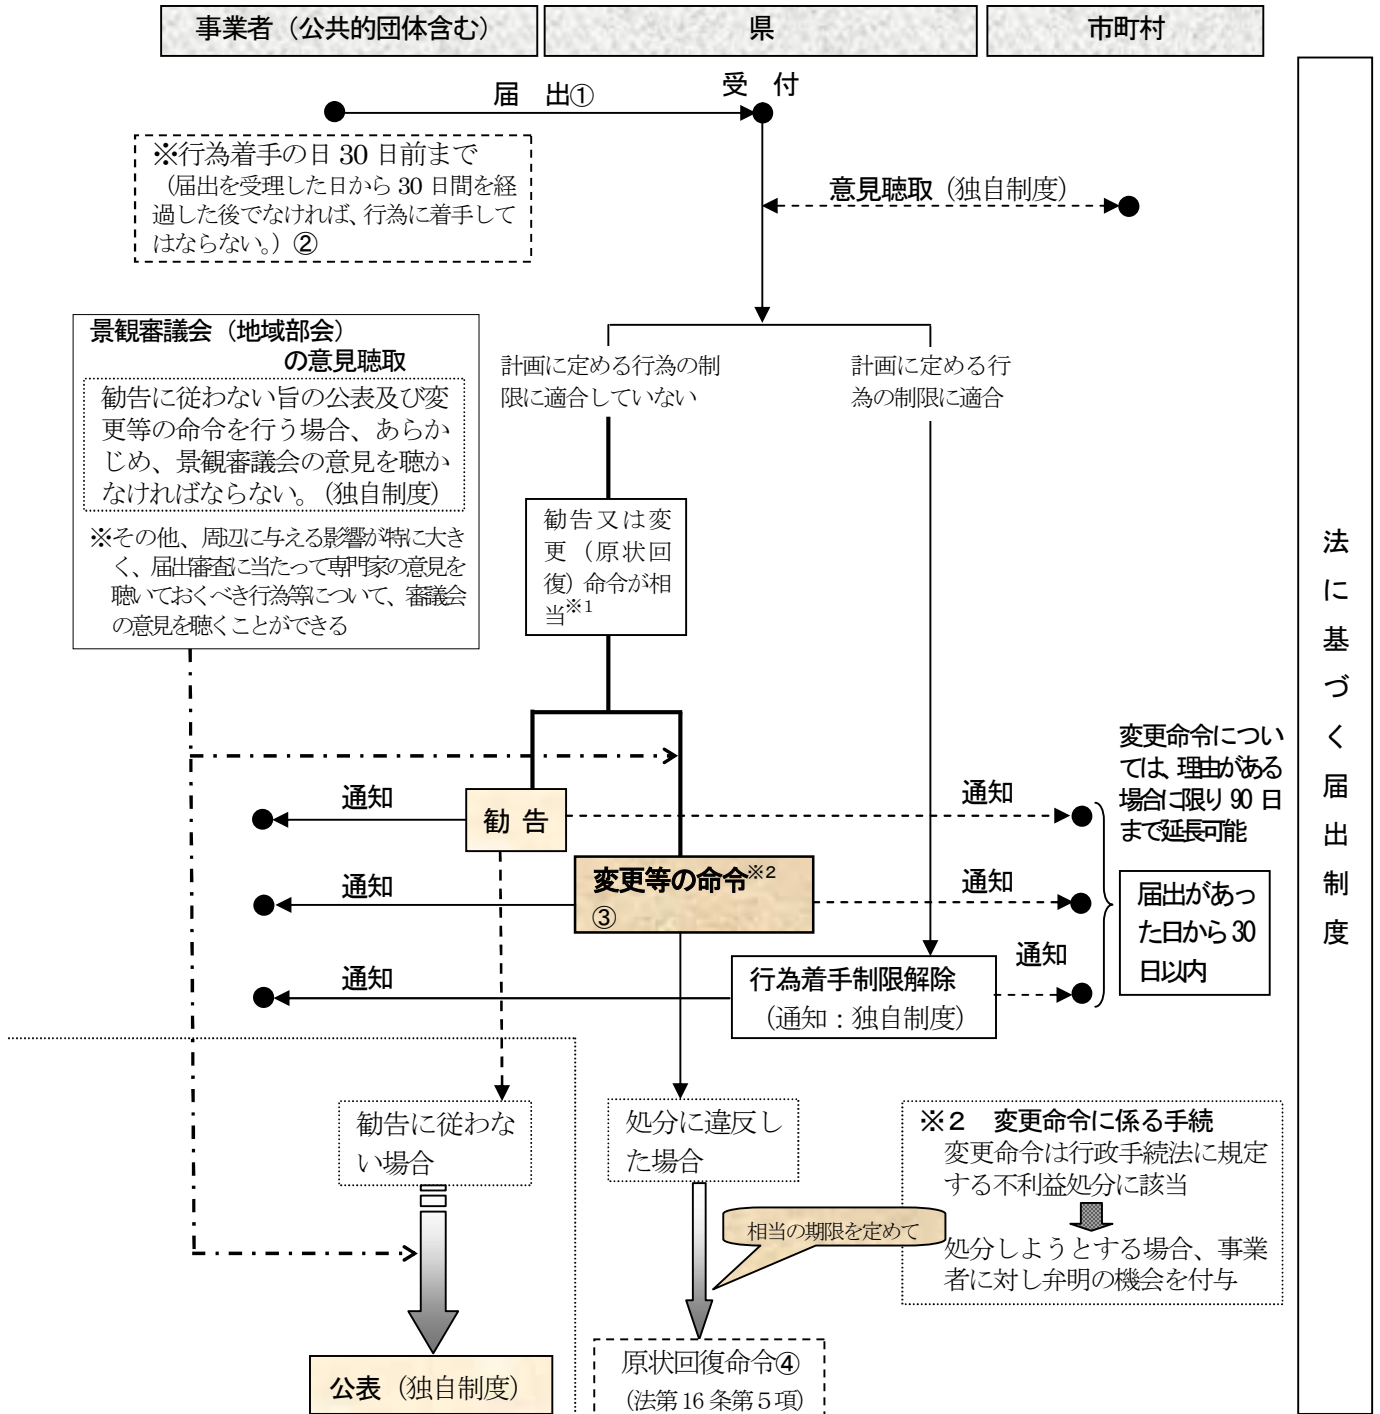 事業者（公共的団体含む）
県
市町村
届　出①
受　付
※行為着手の日 30 日前まで
（届出を受理した日から 30 日間を経
過した後でなければ、行為に着手して
はならない。）②
意見聴取（独自制度）
景観審議会（地域部会）
の意見聴取
勧告に従わない旨の公表及び変
更等の命令を行う場合、あらか
じめ、景観審議会の意見を聴か
なければならない。（独自制度）
※その他、周辺に与える影響が特に大き
く、届出審査に当たって専門家の意見を
聴いておくべき行為等について、審議会
の意見を聴くことができる
計画に定める行為の制
限に適合していない
計画に定める行
為の制限に適合
勧告又は変
更（原状回
復）命令が相
当※1
法に基づく届出制度
変更命令につい
ては、理由がある
場合に限り 90 日
まで延長可能
通知
勧 告
通知
通知
変更等の命令※2
③
通知
届出があっ
た日から 30
日以内
通知
行為着手制限解除
（通知：独自制度）
通知
勧告に従わな
い場合
処分に違反し
た場合
※２　変更命令に係る手続
変更命令は行政手続法に規定
する不利益処分に該当
処分しようとする場合、事業
者に対し弁明の機会を付与
相当の期限を定めて
公表（独自制度）
原状回復命令④
（法第 16 条第５項）